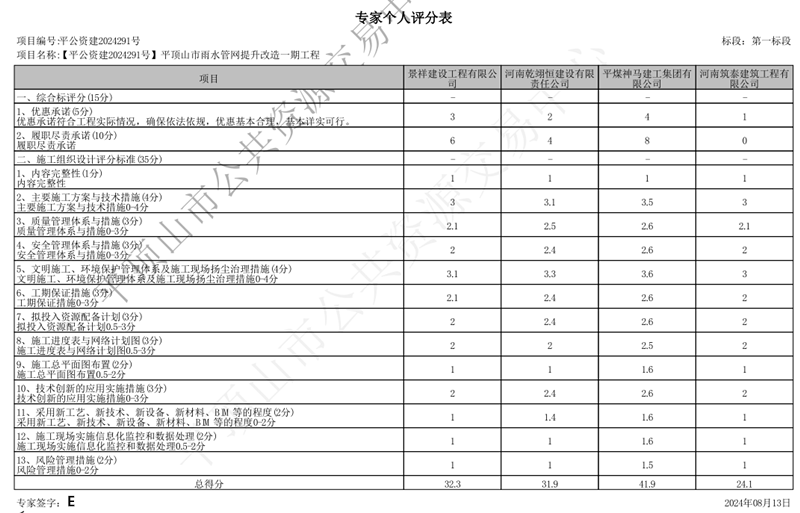 专家个人评分表
项目编号:平公资建2024291号 标段: 第一标段
项目名称:【平公资建2024291号】平顶山市雨水管网提升改造一期工程
项目 景祥建设工程有限公司 河南乾翊恒建设有限责任公司 平煤神马建工集团有限公司 河南筑泰建筑工程有限公司
一、综合标评分(15分) - - - -
1、优惠承诺(5分)
优惠承诺符合工程实际情况，确保依法依规，优惠基本合理，基本详实可行。 3 2 4 1
2、履职尽责承诺(10分)
履职尽责承诺 6 4 8 0
二、施工组织设计评分标准(35分) - - - -
1、内容完整性(1分)
内容完整性 1 1 1 1
2、主要施工方案与技术措施(4分)
主要施工方案与技术措施0-4分 3 3.1 3.5 3
3、质量管理体系与措施(3分)
质量管理体系与措施0-3分 2.1 2.5 2.6 2.1
4、安全管理体系与措施(3分)
安全管理体系与措施0-3分 2 2.4 2.6 2
5、文明施工、环境保护管理体系及施工现场扬尘治理措施(4分)
文明施工、环境保护管理体系及施工现场扬尘治理措施0-4分 3.1 3.3 3.6 3
6、工期保证措施(3分)
工期保证措施0-3分 2.1 2.4 2.6 2
7、拟投入资源配备计划(3分)
拟投入资源配备计划0.5-3分 2 2.4 2.6 2
8、施工进度表与网络计划图(3分)
施工进度表与网络计划图0.5-3分 2 2 2.5 2
9、施工总平面图布置(2分)
施工总平面图布置0.5-2分 1 1 1.6 1
10、技术创新的应用实施措施(3分)
技术创新的应用实施措施0-3分 2 2.4 2.6 2
11、采用新工艺、新技术、新设备、新材料、BIM 等的程度(2分)
采用新工艺、新技术、新设备、新材料、BIM 等的程度0-2分 1 1.4 1.6 1
12、施工现场实施信息化监控和数据处理(2分)
施工现场实施信息化监控和数据处理0.5-2分 1 1 1.6 1
13、风险管理措施(2分)
风险管理措施0-2分 1 1 1.5 1
总得分 32.3 31.9 41.9 24.1
专家签字: E 2024年08月13日
平顶山市公共资源交易中心
平顶山市公共资源交易中心